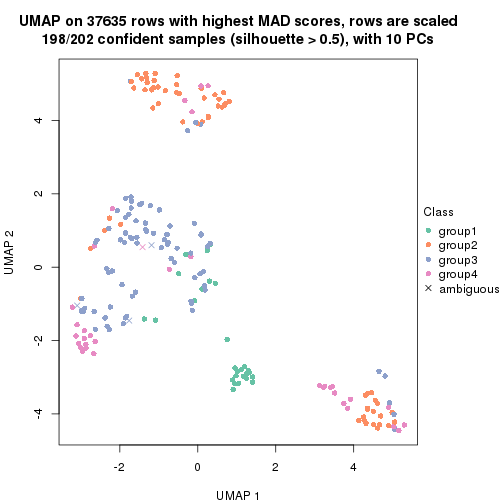 UMAP on 37635 rows with highest MAD scores, rows are scaled
198/202 confident samples (silhouette > 0.5), with 10 PCs
4
2
0
-2
-4
UMAP 2
-2
0
2
4
UMAP 1
Class
group1
group2
group3
group4
ambiguous